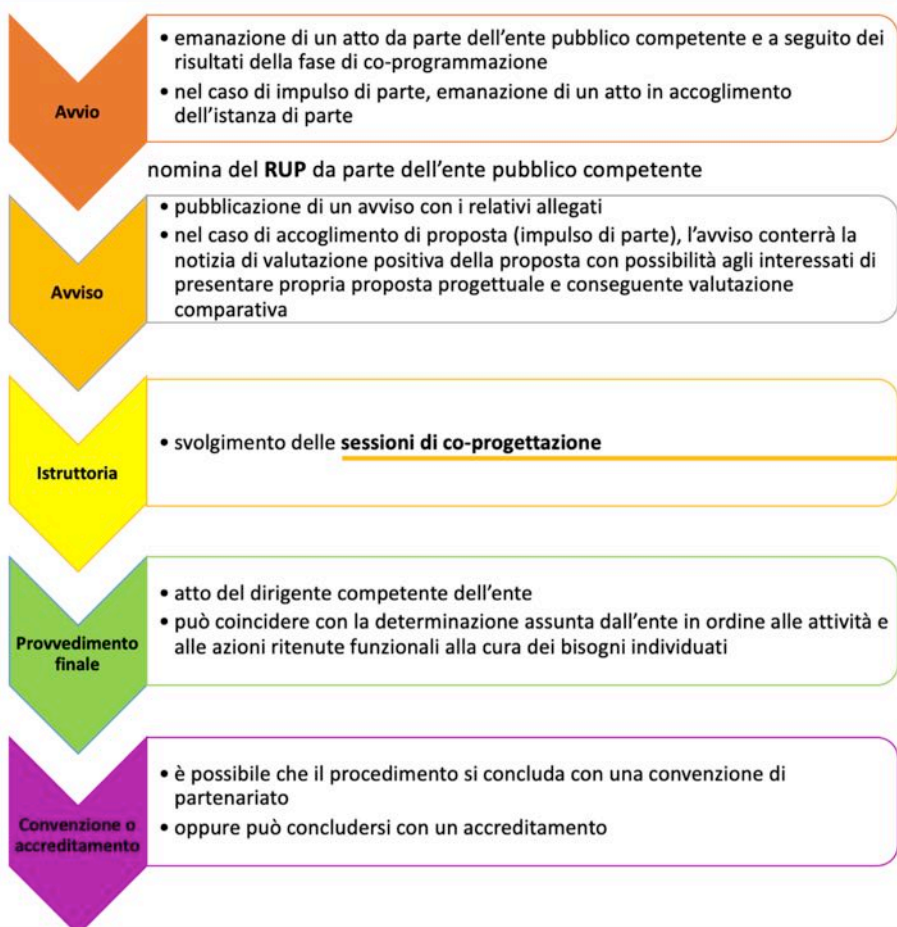 Avvio
• emanazione di un atto da parte dell'ente pubblico competente e a seguito dei
risultati della fase di co-programmazione
• nel caso di impulso di parte, emanazione di un atto in accoglimento
dell'istanza di parte
nomina del RUP da parte dell'ente pubblico competente
Avviso
• pubblicazione di un avviso con i relativi allegati
• nel caso di accoglimento di proposta (impulso di parte), l'avviso conterrà la
notizia di valutazione positiva della proposta con possibilità agli interessati di
presentare propria proposta progettuale e conseguente valutazione
comparativa
Istruttoria
• svolgimento delle sessioni di co-progettazione
Provvedimento
finale
• atto del dirigente competente dell'ente
• può coincidere con la determinazione assunta dall'ente in ordine alle attività e
alle azioni ritenute funzionali alla cura dei bisogni individuati
Convenzione o
accreditamento
• è possibile che il procedimento si concluda con una convenzione di
partenariato
• oppure può concludersi con un accreditamento